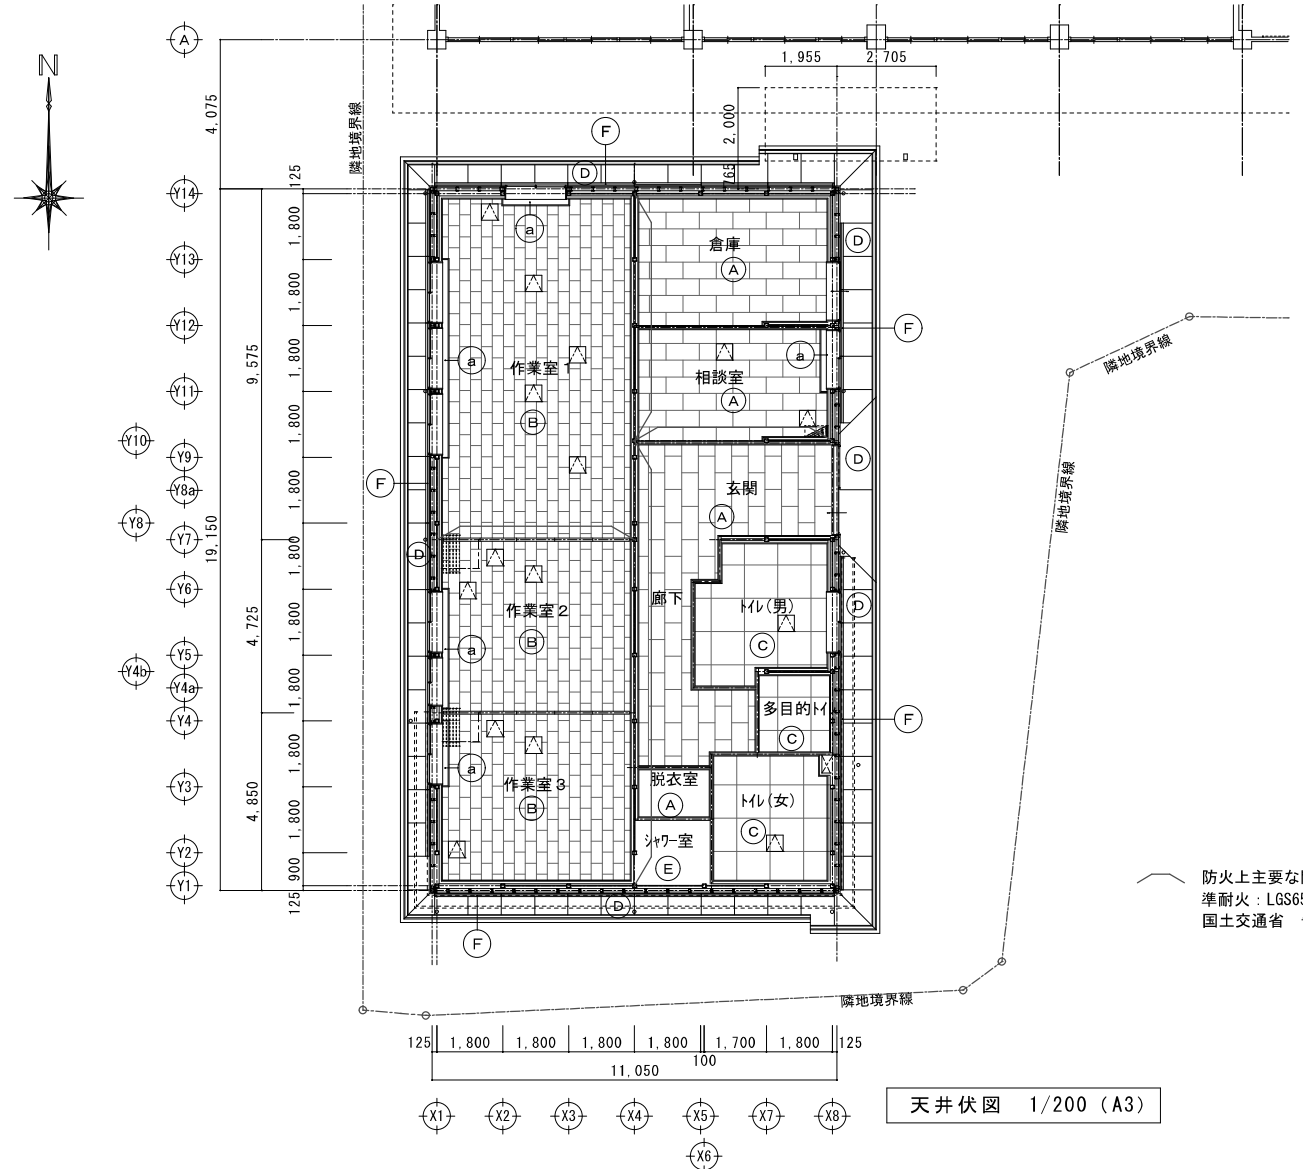 A
N
1,955
2,705
4,075
隣地境界線
2,000
765
F
D
125
Y14
a
1,800
倉庫
A
D
Y13
1,800
Y12
F
a
1,800
9,575
作業室1
a
相談室
A
隣地境界線
Y11
B
1,800
Y10
Y9
D
1,800
F
玄関
A
隣地境界線
Y8a
Y8
19,150
Y7
D
1,800
Y6
作業室2
廊下
トイレ(男)
D
1,800
4,725
B
C
a
Y5
Y4b
Y4a
1,800
多目的トイ
C
F
Y4
1,800
a
作業室3
B
脱衣室
A
トイレ(女)
C
Y3
4,850
1,800
シャワー室
E
Y2
900
Y1
125
D
F
防火上主要な
準耐火：LGS65
国土交通省
隣地境界線
125
1,800
1,800
1,800
1,800
1,700
1,800
125
100
11,050
X1
X2
X3
X4
X5
X7
X8
X6
天井伏図　1/200 (A3)